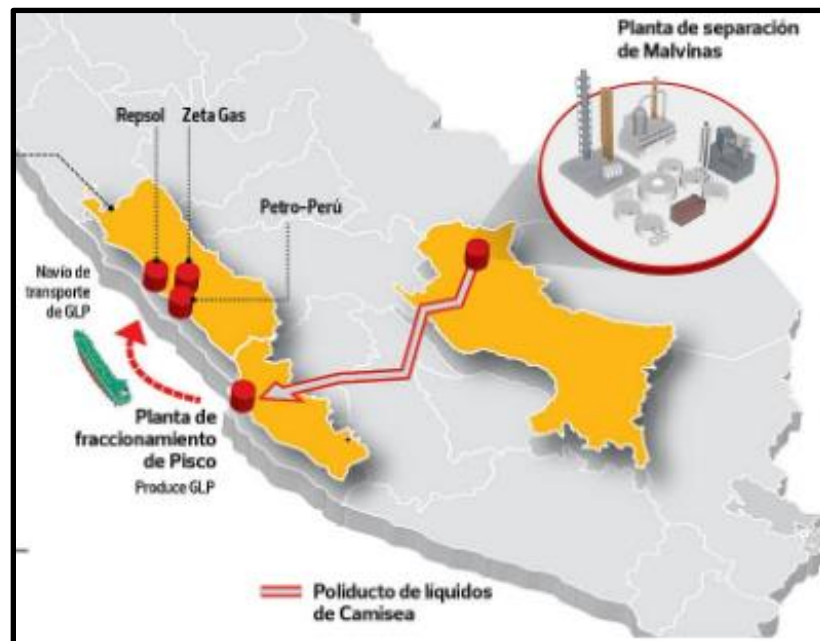 Planta de separación
de Malvinas
Repsol
Zeta Gas
Petro-Perú
Navío de
transporte
de GLP
Planta de
fraccionamiento
de Pisco
Produce GLP
Poliducto de líquidos
de Camisea